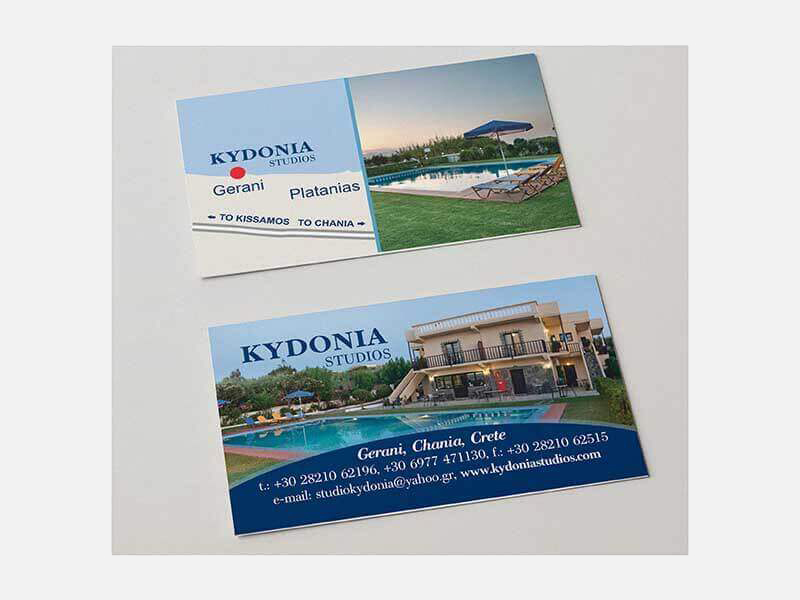 KYDONIA
STUDIOS
Gerani
Platanias
← TO KISSAMOS TO CHANIA →
KYDONIA
STUDIOS
Gerani, Chania, Crete
t.: +30 28210 62196, +30 6977 471130, f.: +30 28210 62515
e-mail: studiokydonia@yahoo.gr, www.kydoniastudios.com